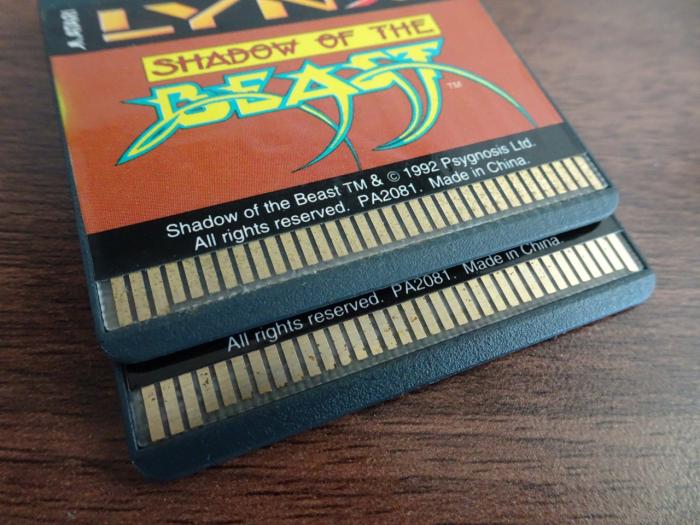 ATARI
LYNX
SHADOW OF THE
BEAST TM
Shadow of the Beast TM & © 1992 Psygnosis Ltd.
All rights reserved. PA2081. Made in China.
All rights reserved. PA2081. Made in China.